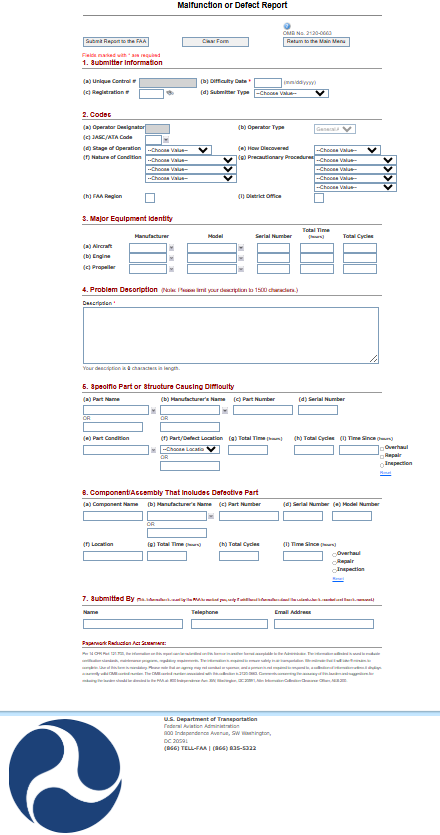 Malfunction or Defect Report
OMB No. 2120-0663
Submit Report to the FAA
Clear Form
Return to the Main Menu
Fields marked with * are required
1. Submitter Information
(a) Unique Control #
(b) Difficulty Date *
(mm/dd/yyyy)
(c) Registration #
(d) Submitter Type
--Choose Value--
2. Codes
(a) Operator Designator
(b) Operator Type
General
(c) JASC/ATA Code
(d) Stage of Operation
--Choose Value--
(e) How Discovered
--Choose Value--
(f) Nature of Condition
--Choose Value--
--Choose Value--
--Choose Value--
(g) Precautionary Procedures
--Choose Value--
--Choose Value--
--Choose Value--
--Choose Value--
(h) FAA Region
(i) District Office
3. Major Equipment Identity
Manufacturer
Model
Serial Number
Total Time
(hours)
Total Cycles
(a) Aircraft
(b) Engine
(c) Propeller
4. Problem Description (Note: Please limit your description to 1500 characters.)
Description *
Your description is 0 characters in length.
5. Specific Part or Structure Causing Difficulty
(a) Part Name
(b) Manufacturer's Name
(c) Part Number
(d) Serial Number
OR
OR
(e) Part Condition
(f) Part/Defect Location
(g) Total Time (hours)
(h) Total Cycles
(i) Time Since (hours)
--Choose Locatio
Overhaul
Repair
Inspection
Reset
OR
OR
6. Component/Assembly That Includes Defective Part
(a) Component Name
(b) Manufacturer's Name
(c) Part Number
(d) Serial Number
(e) Model Number
OR
(f) Location
(g) Total Time (hours)
(h) Total Cycles
(i) Time Since (hours)
Overhaul
Repair
Inspection
Reset
7. Submitted By
Name
Telephone
Email Address
Paperwork Reduction Act Statement:
U.S. Department of Transportation
Federal Aviation Administration
800 Independence Avenue, SW Washington,
DC 20591
(866) TELL-FAA | (866) 835-5322